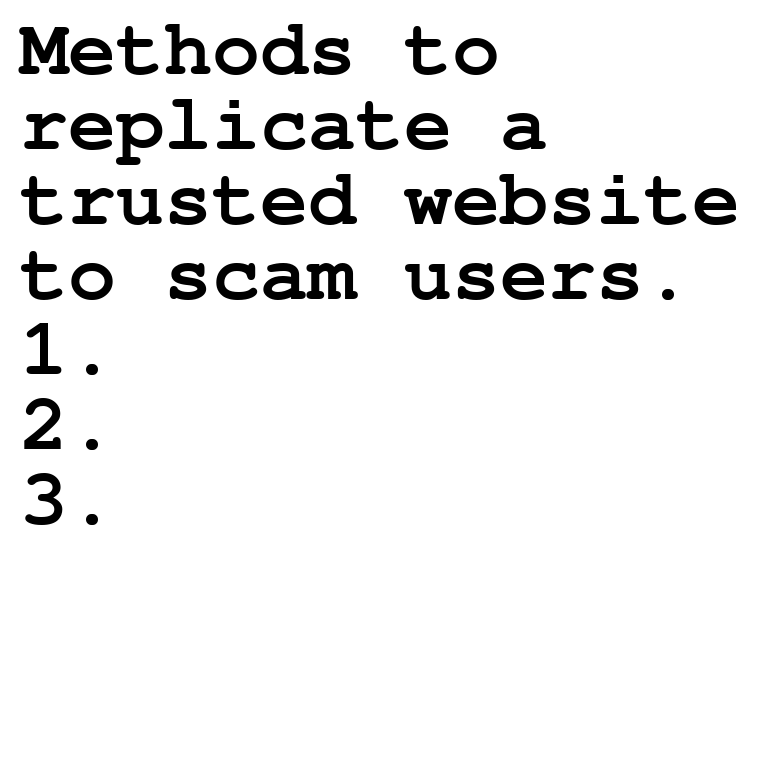 Methods to
replicate a
trusted website
to scam users.
1.
2.
3.